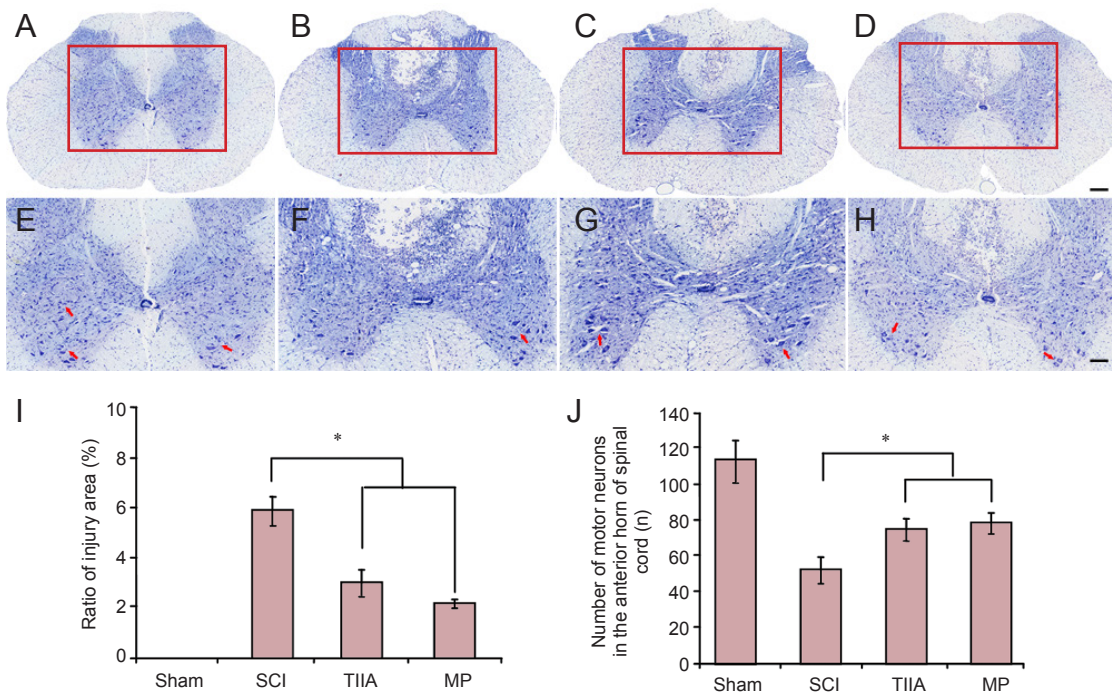 A
B
C
D
E
F
G
H
I
Ratio of injury area (%)
10
8
6
4
2
0
*
Sham
SCI
TIIA
MP
J
Number of motor neurons
in the anterior horn of spinal
cord (n)
140
120
100
80
60
40
20
0
*
Sham
SCI
TIIA
MP